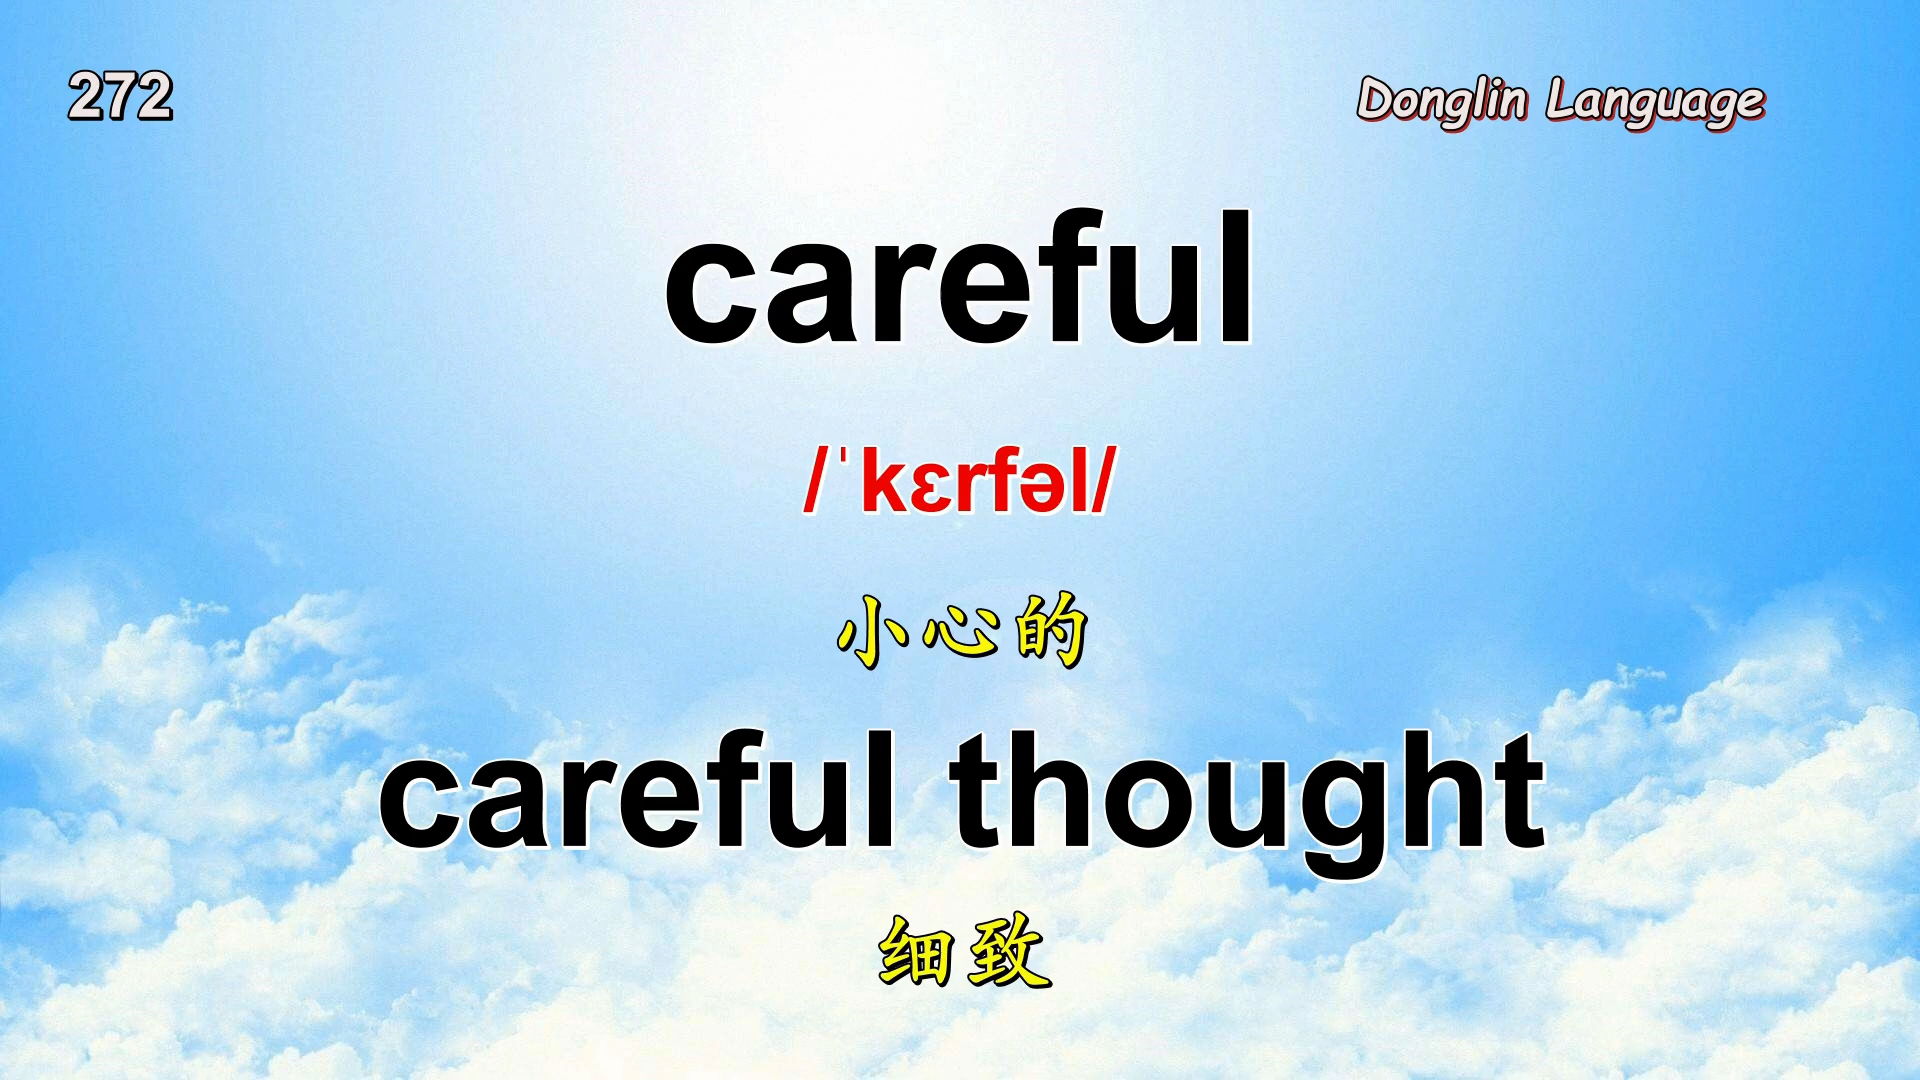 272
Donglin Language
careful
/ˈkɛrfəl/
小心的
careful thought
细致